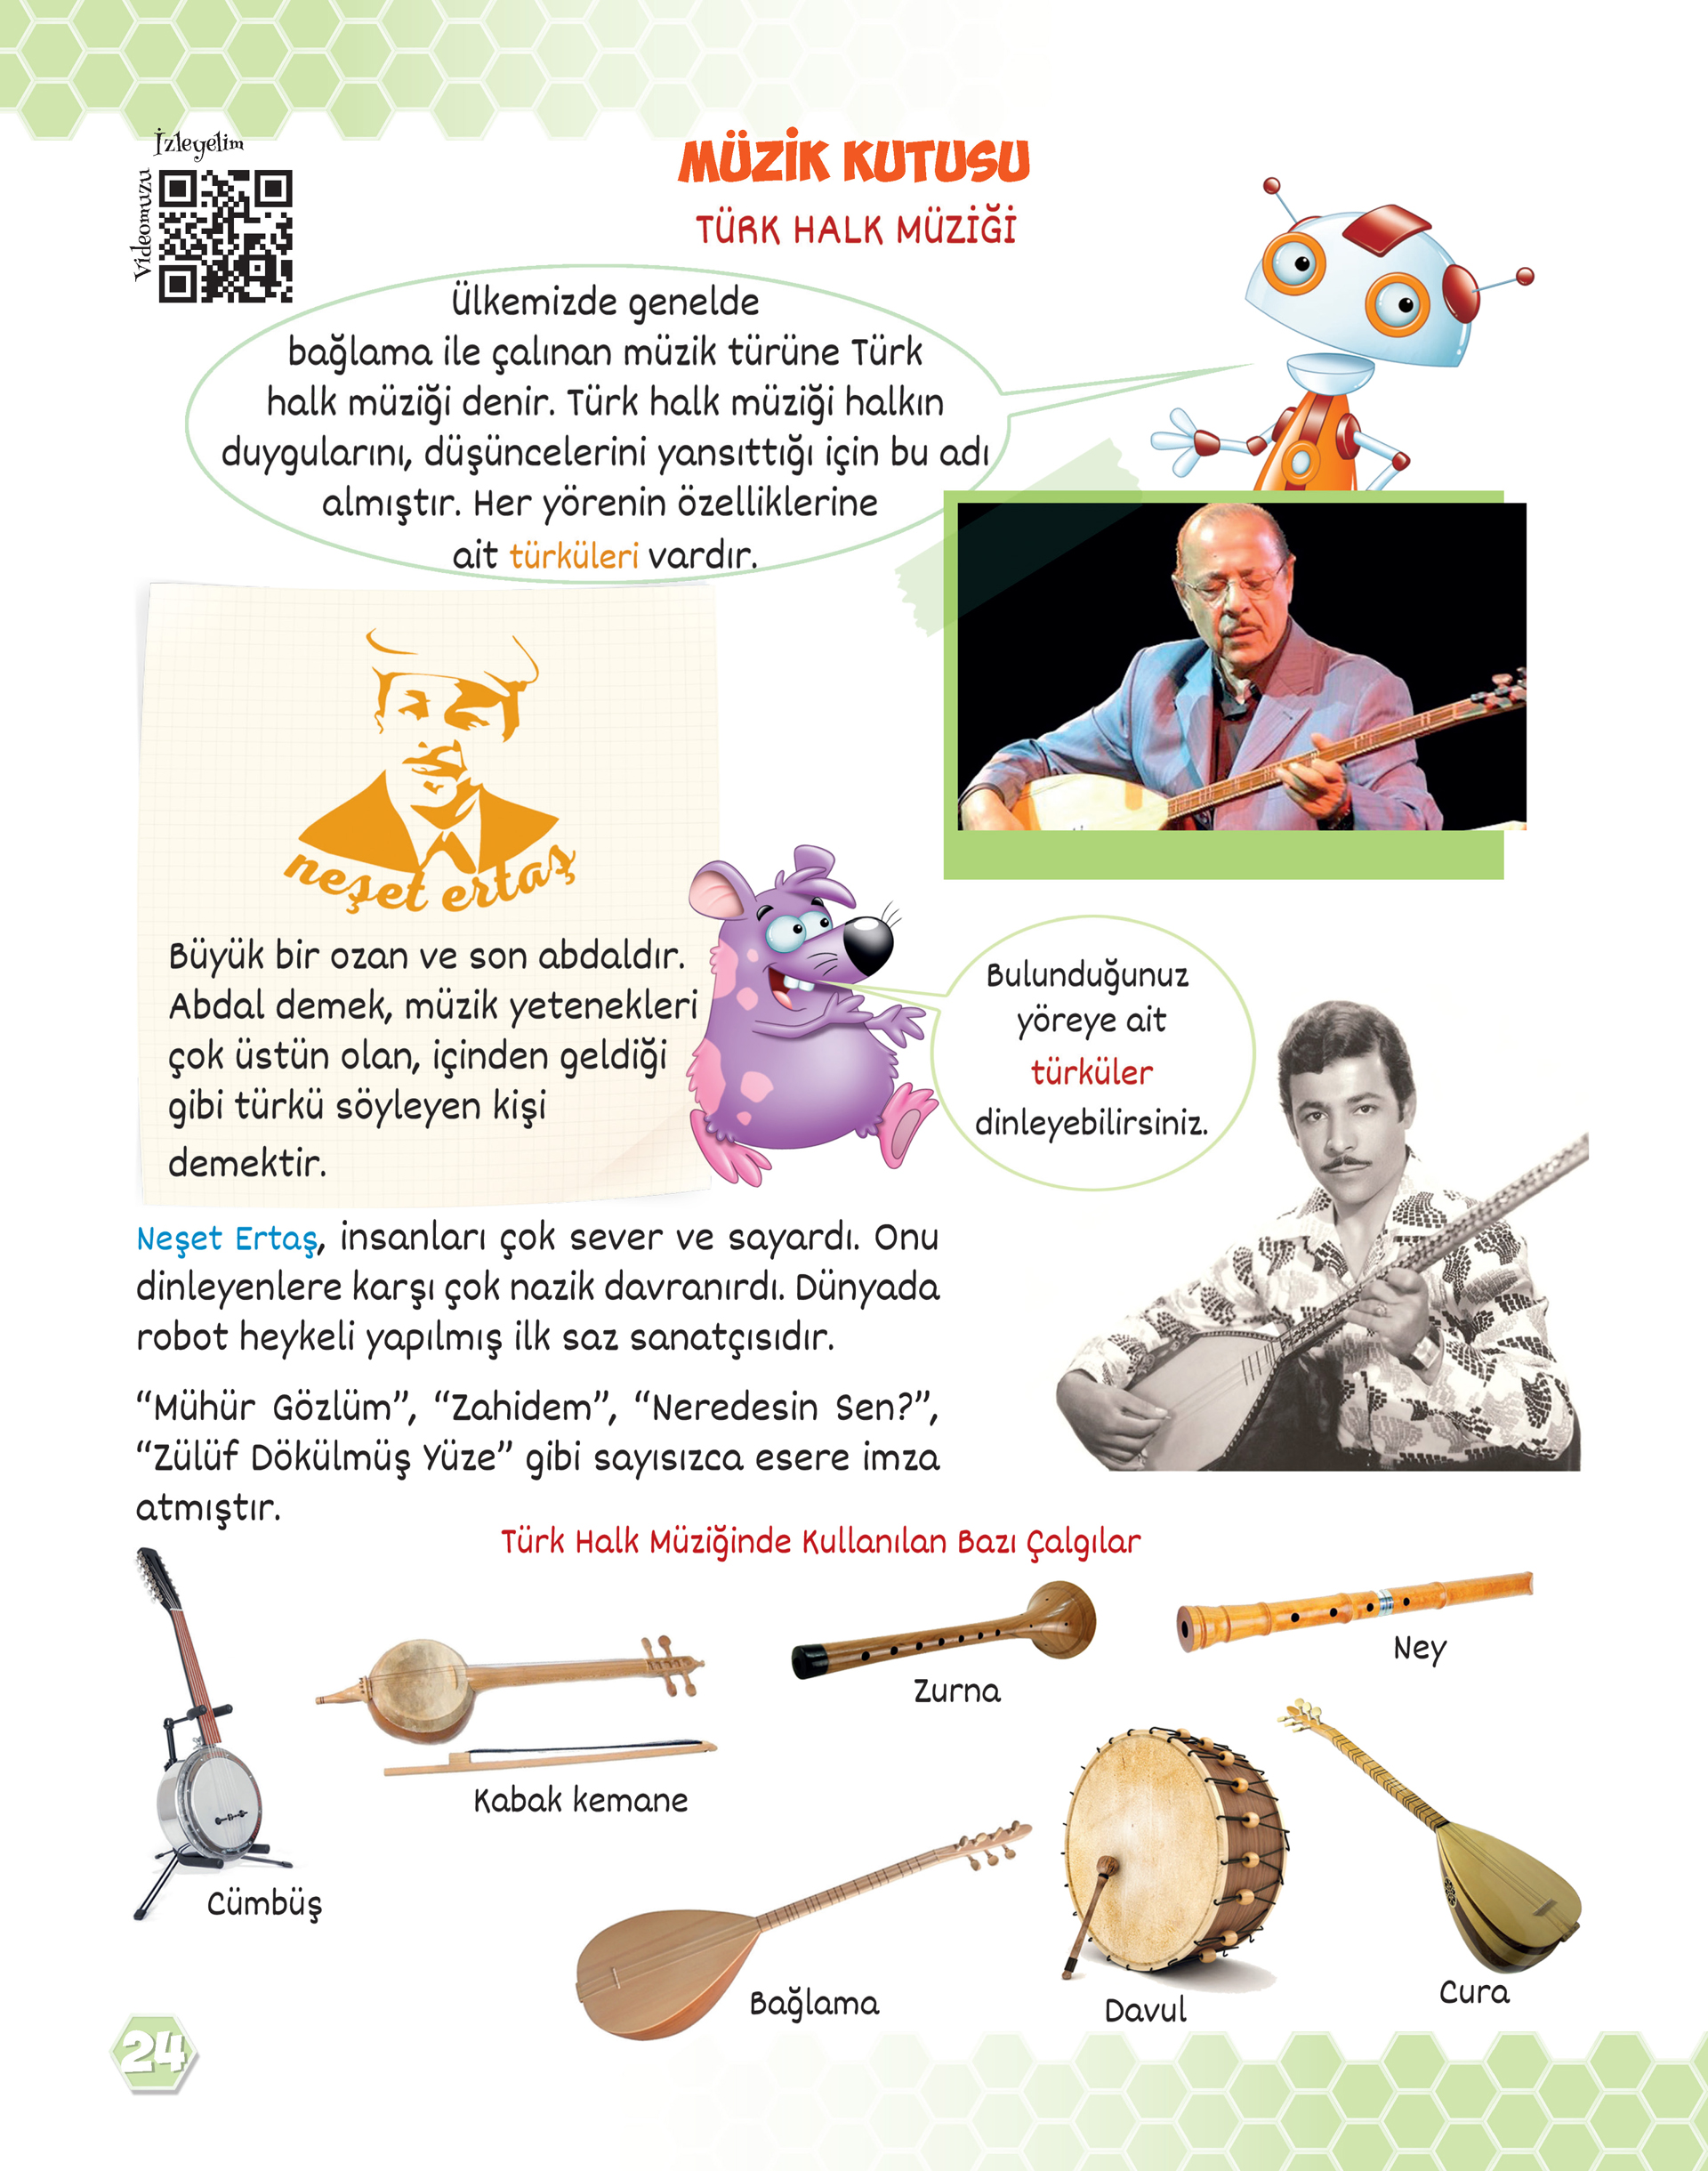 İzleyelim
Videomuzu
MÜZİK KUTUSU
TÜRK HALK MÜZİĞİ
Ülkemizde genelde
bağlama ile çalınan müzik türüne Türk
halk müziği denir. Türk halk müziği halkın
duygularını, düşüncelerini yansıttığı için bu adı
almıştır. Her yörenin özelliklerine
ait türküleri vardır.
neşet ertaş
Büyük bir ozan ve son abdaldır.
Abdal demek, müzik yetenekleri
çok üstün olan, içinden geldiği
gibi türkü söyleyen kişi
demektir.
Bulunduğunuz
yöreye ait
türküler
dinleyebilirsiniz.
Neşet Ertaş, insanları çok sever ve sayardı. Onu
dinleyenlere karşı çok nazik davranırdı. Dünyada
robot heykeli yapılmış ilk saz sanatçısıdır.
“Mühür Gözlüm”, “Zahidem”, “Neredesin Sen?”,
“Zülüf Dökülmüş Yüze” gibi sayısızca esere imza
atmıştır.
Türk Halk Müziğinde Kullanılan Bazı Çalgılar
Ney
Zurna
Kabak kemane
Cümbüş
Bağlama
Davul
Cura
24